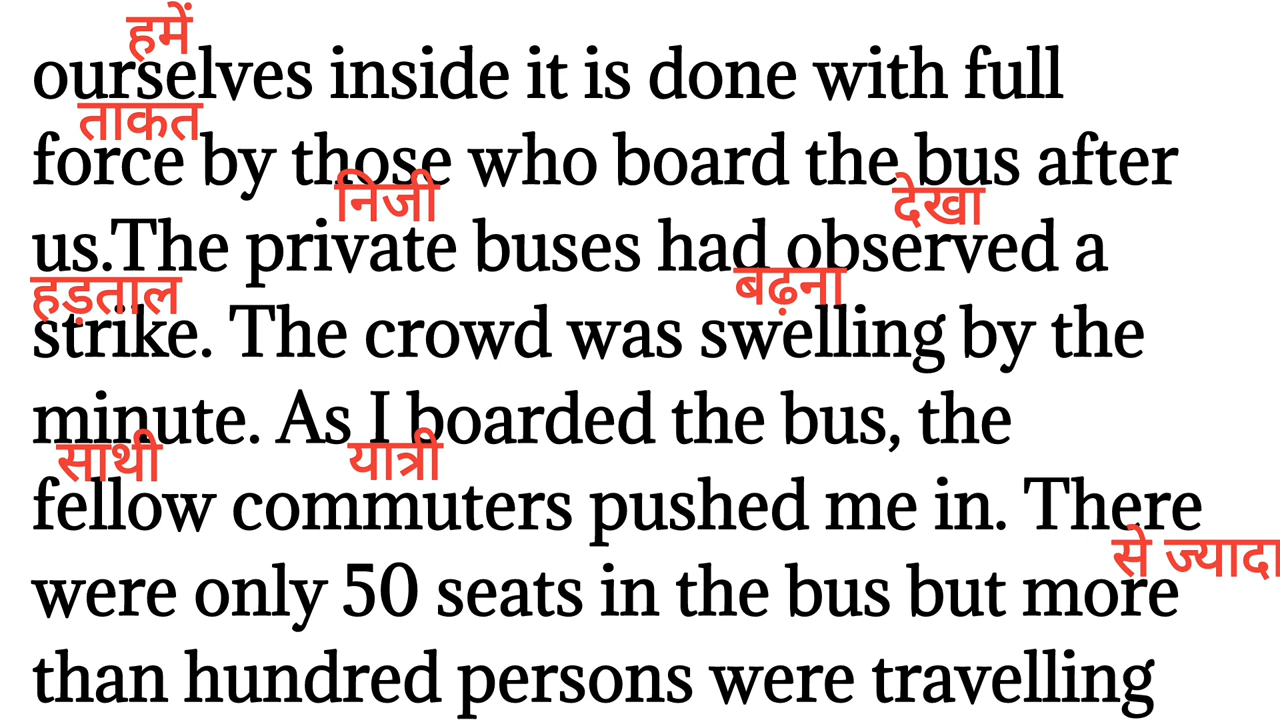 हमें
ourselves inside it is done with full
ताकत
force by those who board the bus after
निजी देखा
us.The private buses had observed a
हड़ताल बढ़ना
strike. The crowd was swelling by the
minute. As I boarded the bus, the
साथी यात्री
fellow commuters pushed me in. There
से ज्यादा
were only 50 seats in the bus but more
than hundred persons were travelling